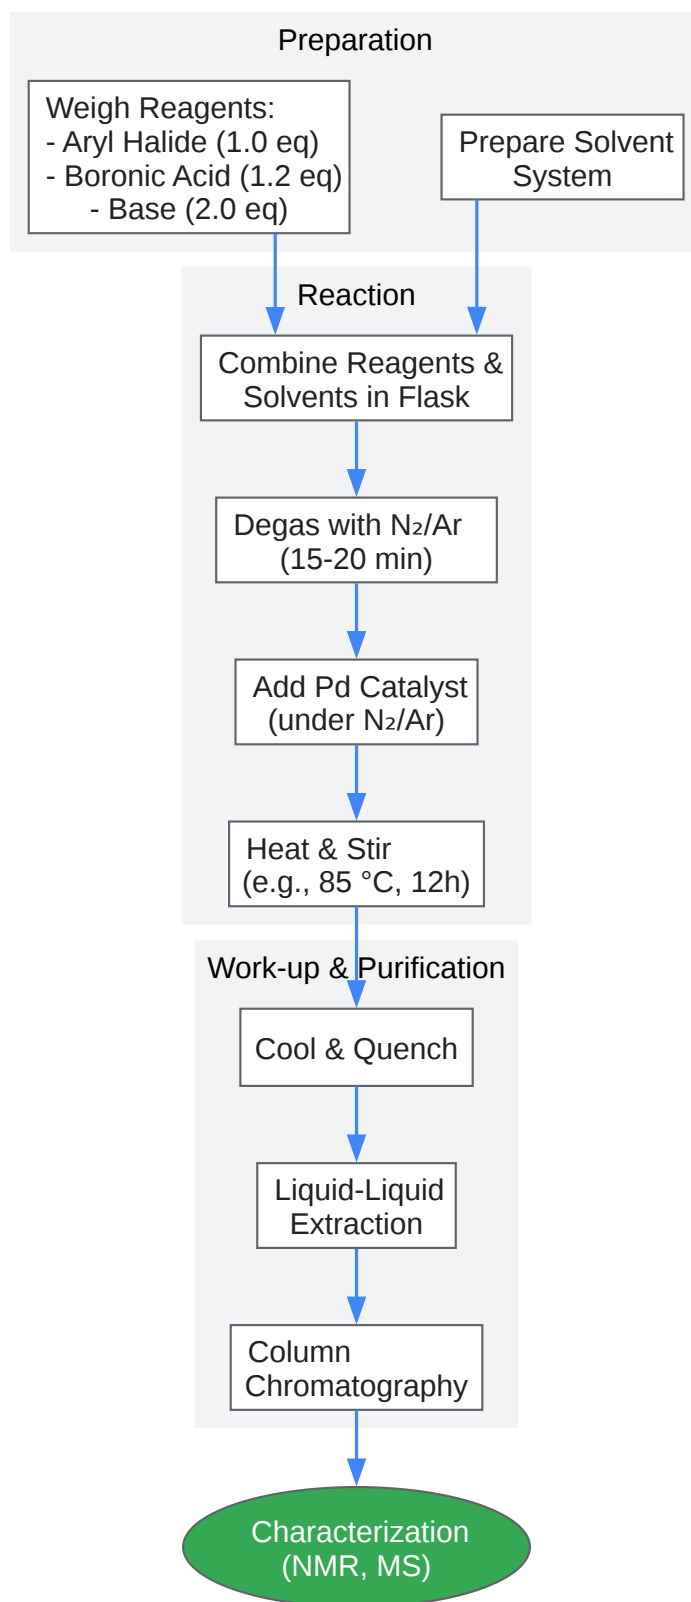 Preparation
Weigh Reagents:
- Aryl Halide (1.0 eq)
- Boronic Acid (1.2 eq)
- Base (2.0 eq)
Prepare Solvent
System
Reaction
Combine Reagents &
Solvents in Flask
Degas with N₂/Ar
(15-20 min)
Add Pd Catalyst
(under N₂/Ar)
Heat & Stir
(e.g., 85 °C, 12h)
Work-up & Purification
Cool & Quench
Liquid-Liquid
Extraction
Column
Chromatography
Characterization
(NMR, MS)